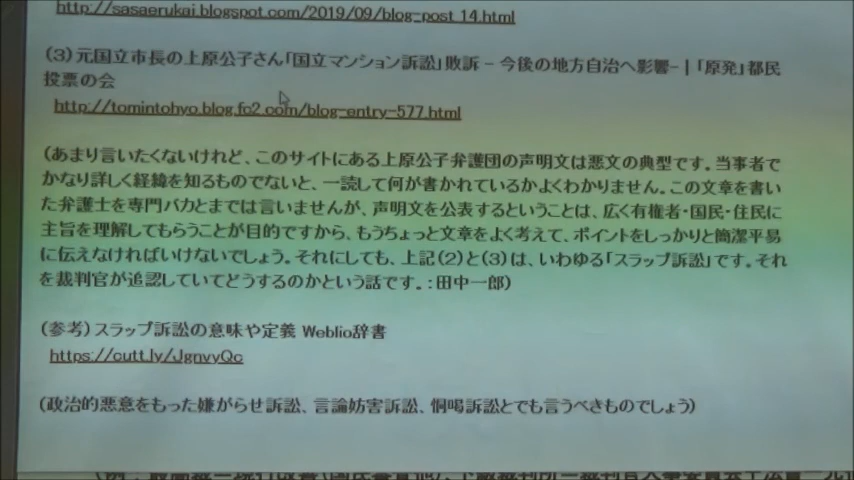 http://sasaerukai.blogspot.com/2019/09/blog-post_14.html
(3)元国立市長の上原公子さん「国立マンション訴訟」敗訴 - 今後の地方自治へ影響- | 「原発」都民
投票の会
http://tomintohyo.blog.fc2.com/blog-entry-577.html
(あまり言いたくないけれど、このサイトにある上原公子弁護団の声明文は悪文の典型です。当事者で
かなり詳しく経緯を知るものでないと、一読して何が書かれているかよくわかりません。この文章を書い
た弁護士を専門バカとまでは言いませんが、声明文を公表するということは、広く有権者・国民・住民に
主旨を理解してもらうことが目的ですから、もうちょっと文章をよく考えて、ポイントをしっかりと簡潔平易
に伝えなければいけないでしょう。それにしても、上記(2)と(3)は、いわゆる「スラップ訴訟」です。それ
を裁判官が追認していてどうするのかという話です。:田中一郎)
(参考)スラップ訴訟の意味や定義 Weblio辞書
https://cutt.ly/JgnvyQc
(政治的悪意をもった嫌がらせ訴訟、言論妨害訴訟、恫喝訴訟とでも言うべきものでしょう)